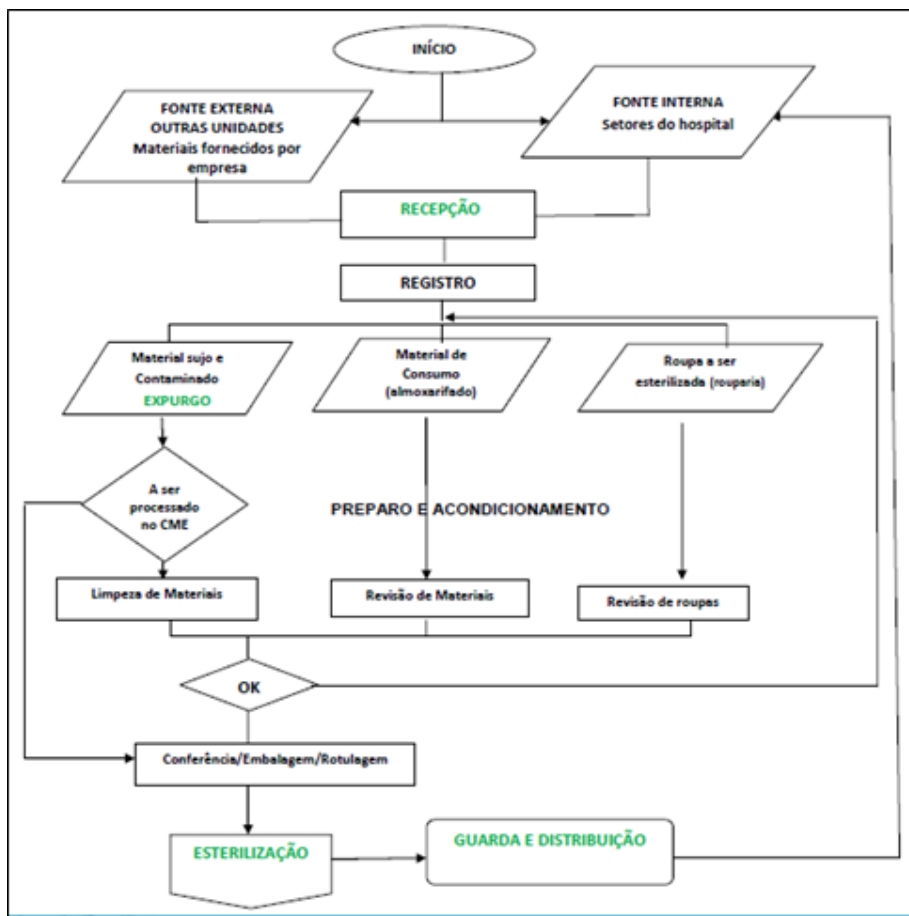 INÍCIO
FONTE EXTERNA
OUTRAS UNIDADES
Materiais fornecidos por
empresa
FONTE INTERNA
Setores do hospital
RECEPÇÃO
REGISTRO
Material sujo e
Contaminado
EXPURGO
Material de
Consumo
(almoxarifado)
Roupa a ser
esterilizada (rouparia)
A ser
processado
no CME
PREPARO E ACONDICIONAMENTO
Limpeza de Materiais
Revisão de Materiais
Revisão de roupas
OK
Conferência/Embalagem/Rotulagem
ESTERILIZAÇÃO
GUARDA E DISTRIBUIÇÃO